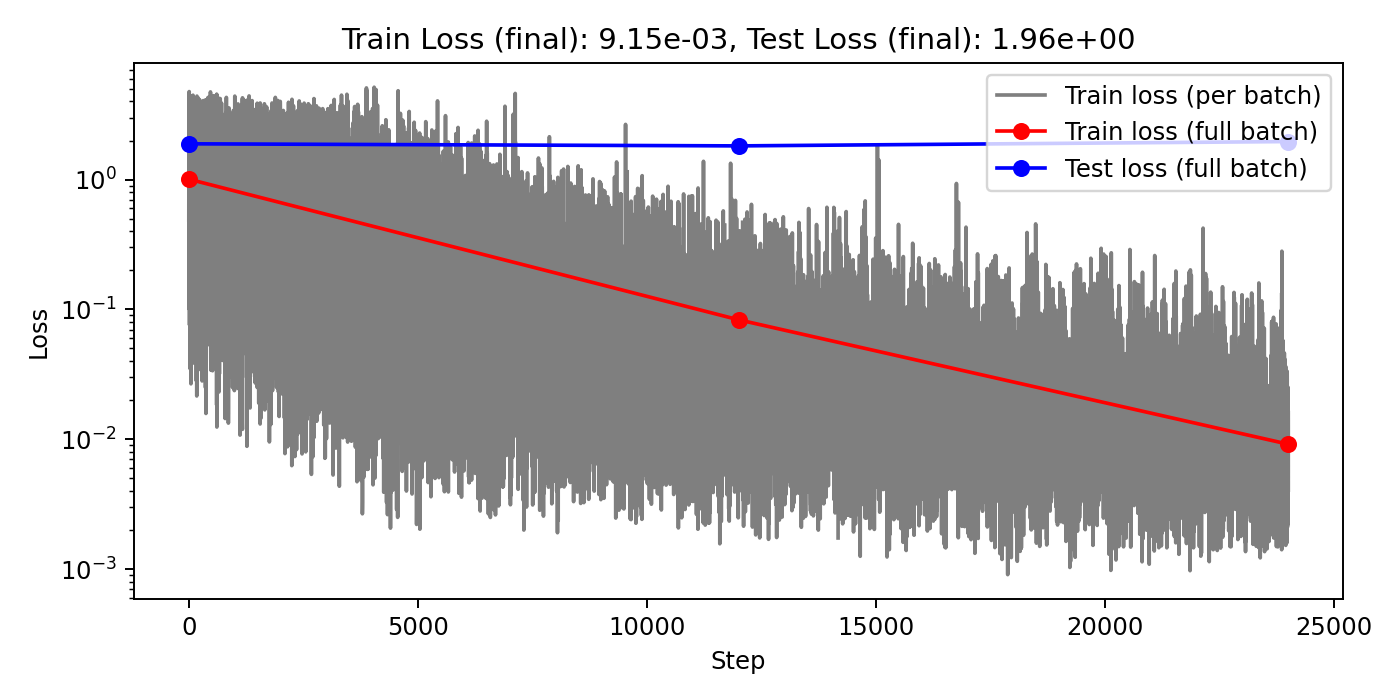 Train Loss (final): 9.15e-03, Test Loss (final): 1.96e+00
Train loss (per batch)
Train loss (full batch)
Test loss (full batch)
Loss
10⁰
10⁻¹
10⁻²
10⁻³
0
5000
10000
15000
20000
25000
Step